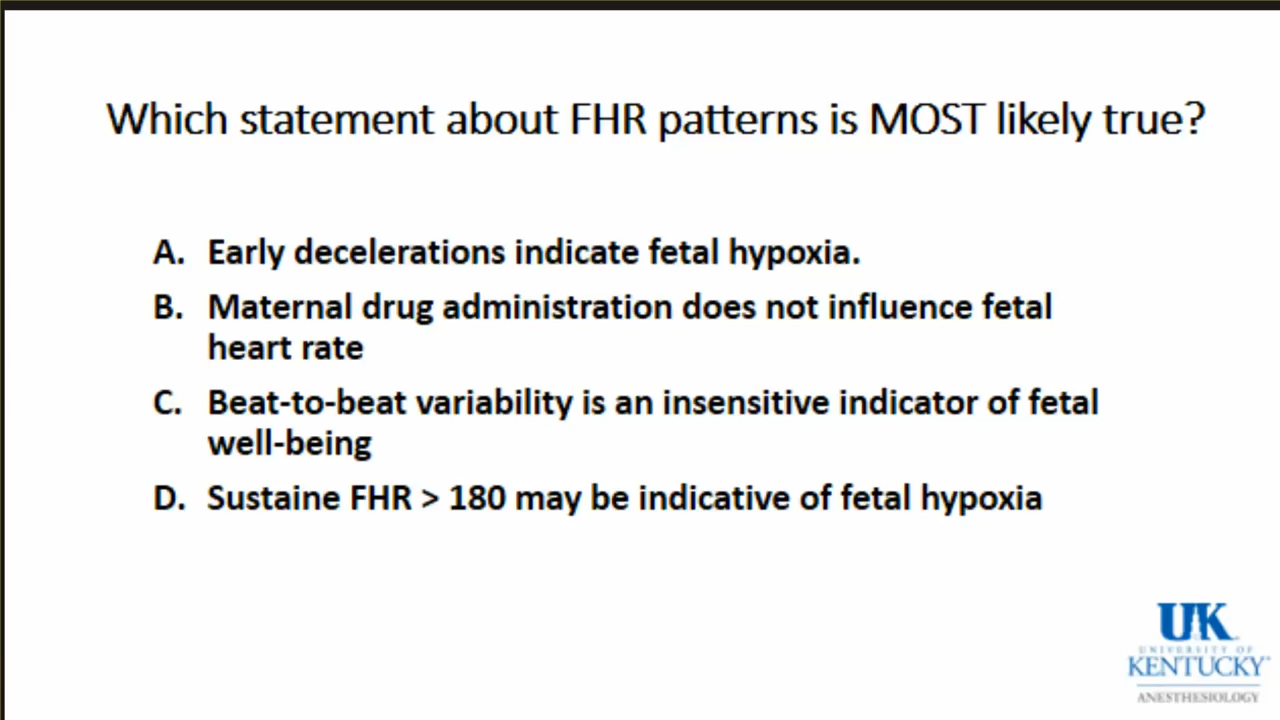 Which statement about FHR patterns is MOST likely true?
A. Early decelerations indicate fetal hypoxia.
B. Maternal drug administration does not influence fetal
heart rate
C. Beat-to-beat variability is an insensitive indicator of fetal
well-being
D. Sustaine FHR > 180 may be indicative of fetal hypoxia
UK
UNIVERSITY OF
KENTUCKY
ANESTHESIOLOGY